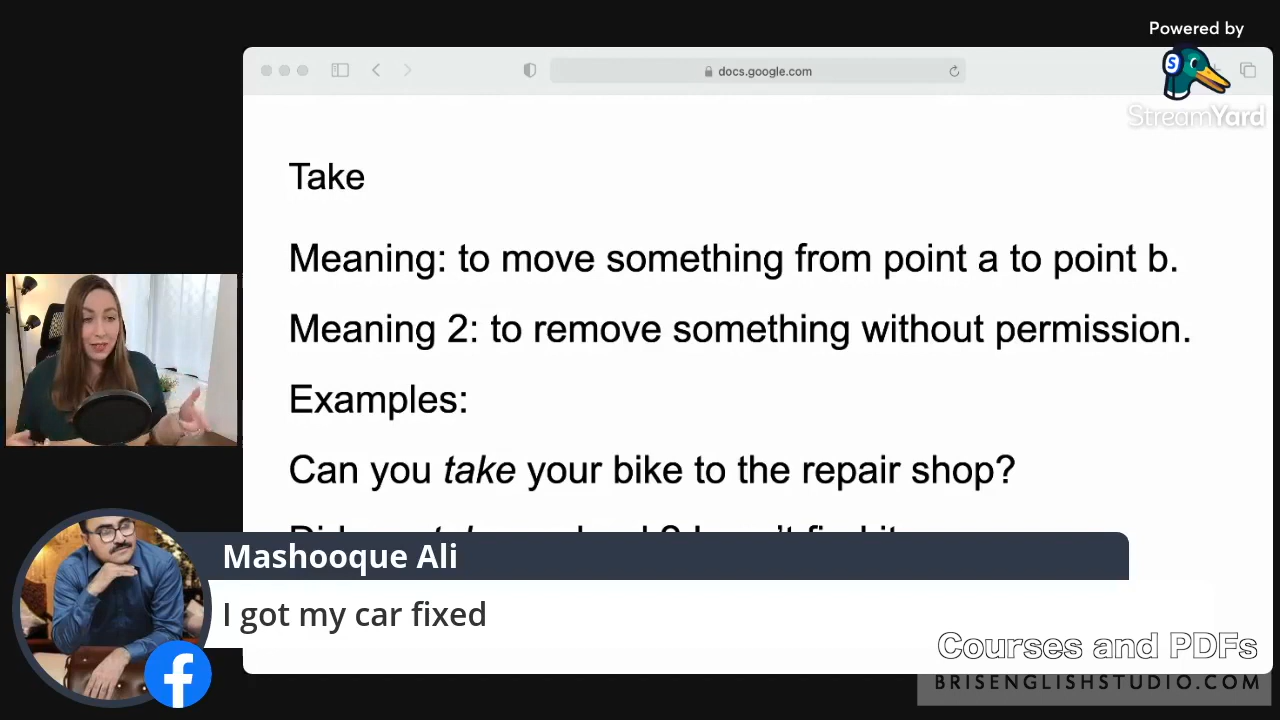 Powered by
StreamYard
docs.google.com
Take
Meaning: to move something from point a to point b.
Meaning 2: to remove something without permission.
Examples:
Can you take your bike to the repair shop?
Mashooque Ali
I got my car fixed
Courses and PDFs
BRISENGLISHSTUDIO.COM